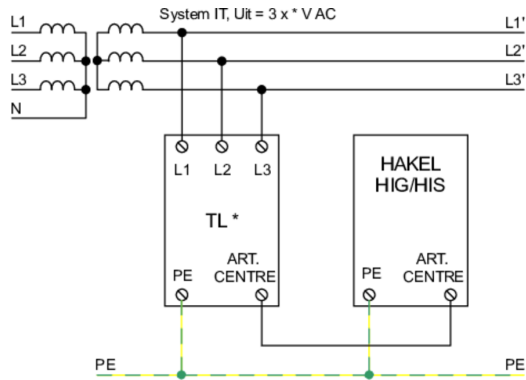 System IT, Uit = 3 x * V AC
L1 L1'
L2 L2'
L3 L3'
N
L1 L2 L3
HAKEL
HIG/HIS
TL *
PE ART.
CENTRE
PE ART.
CENTRE
PE PE